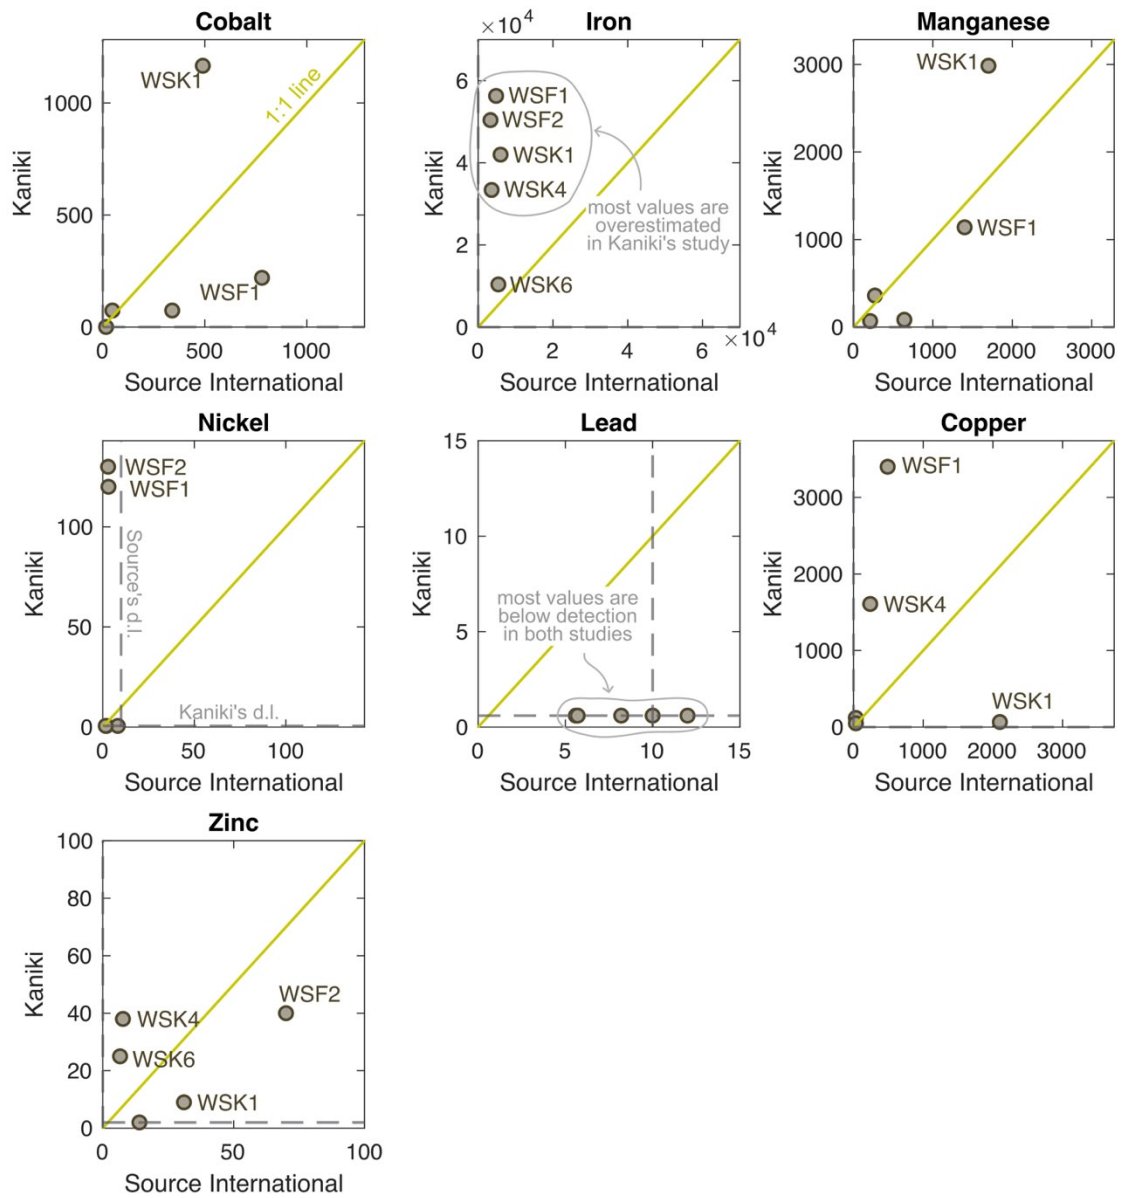 Cobalt
Kaniki
1000
500
0
WSK1
1:1 line
WSF1
0 500 1000
Source International
×10⁴
Iron
Kaniki
6
4
2
0
WSF1
WSF2
WSK1
WSK4
most values are
overestimated
in Kaniki's study
WSK6
0 2 4 6
×10⁴
Source International
Manganese
Kaniki
3000
2000
1000
0
WSK1
WSF1
0 1000 2000 3000
Source International
Nickel
Kaniki
100
50
0
WSF2
WSF1
Source's d.l.
Kaniki's d.l.
0 50 100
Source International
Lead
Kaniki
15
10
5
0
most values are
below detection
in both studies
0 5 10 15
Source International
Copper
Kaniki
3000
2000
1000
0
WSF1
WSK4
WSK1
0 1000 2000 3000
Source International
Zinc
Kaniki
100
80
60
40
20
0
WSF2
WSK4
WSK6
WSK1
0 50 100
Source International